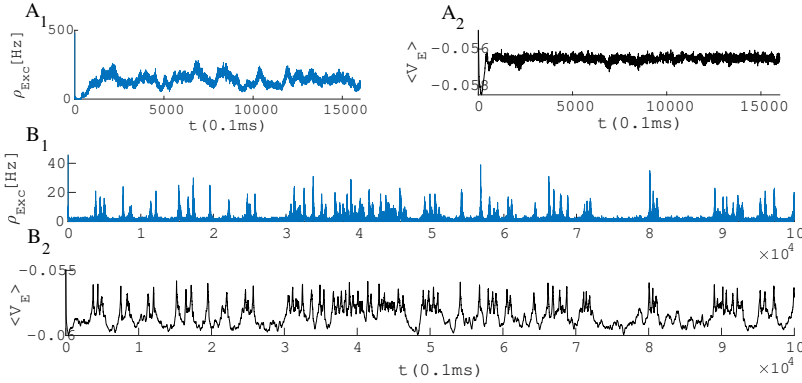 A1
500
ρExc[Hz]
0
0 5000 10000 15000
t(0.1ms)
A2
-0.056
<V_E>
-0.058
0 5000 10000 15000
t(0.1ms)
B1
40
ρExc[Hz]
20
0
0 1 2 3 4 5 6 7 8 9 10
×10^4
B2
-0.055
<V_E>
-0.06
0 1 2 3 4 5 6 7 8 9 10
t(0.1ms)
×10^4